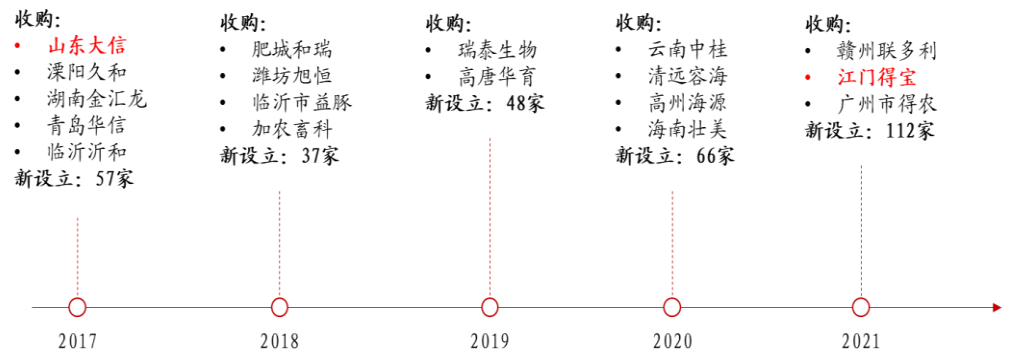 收购:
• 山东大信
• 溧阳久和
• 湖南金汇龙
• 青岛华信
• 临沂沂和
新设立: 57家
收购:
• 肥城和瑞
• 潍坊旭恒
• 临沂市益豚
• 加农畜科
新设立: 37家
收购:
• 瑞泰生物
• 高唐华育
新设立: 48家
收购:
• 云南中桂
• 清远容海
• 高州海源
• 海南壮美
新设立: 66家
收购:
• 赣州联多利
• 江门得宝
• 广州市得农
新设立: 112家
2017
2018
2019
2020
2021